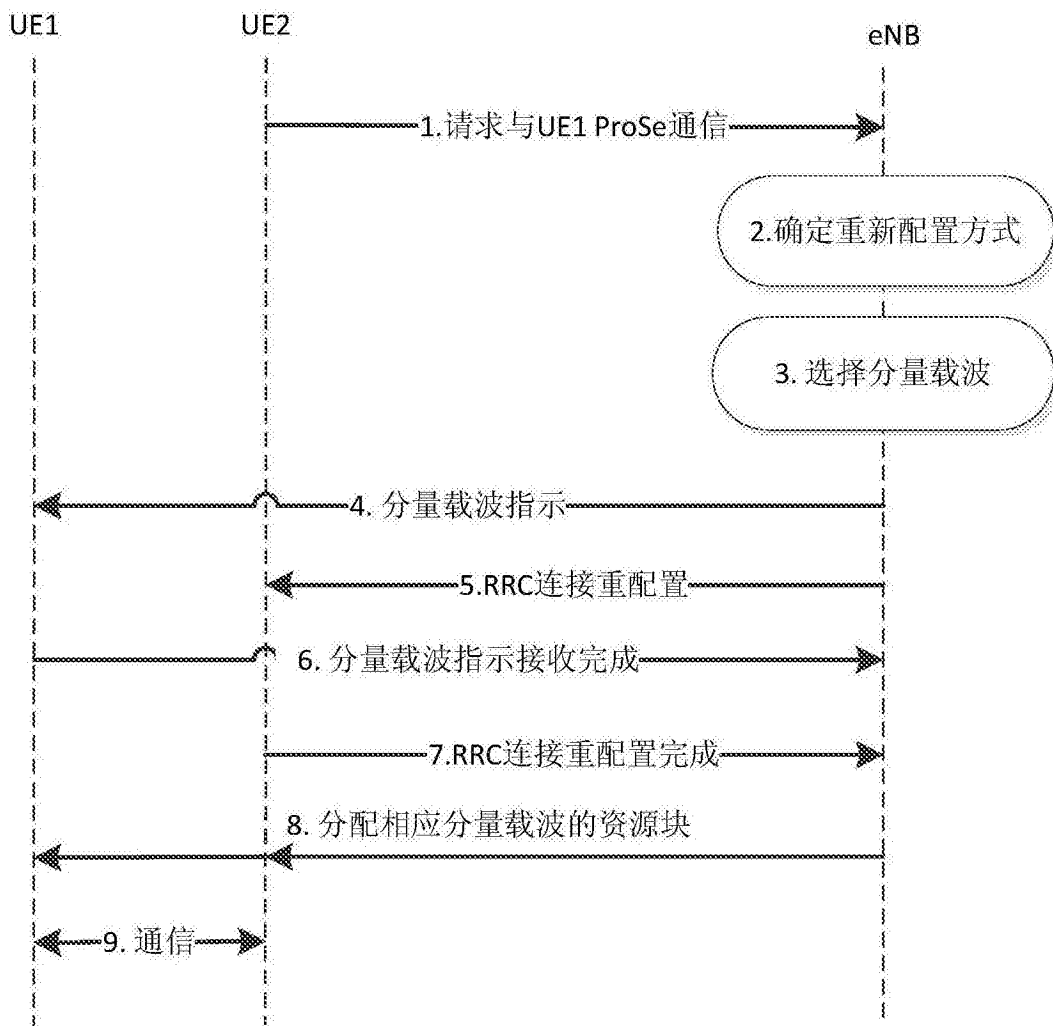 UE1
UE2
eNB
1.请求与UE1 ProSe通信
2.确定重新配置方式
3. 选择分量载波
4. 分量载波指示
5.RRC连接重配置
6. 分量载波指示接收完成
7.RRC连接重配置完成
8. 分配相应分量载波的资源块
9. 通信